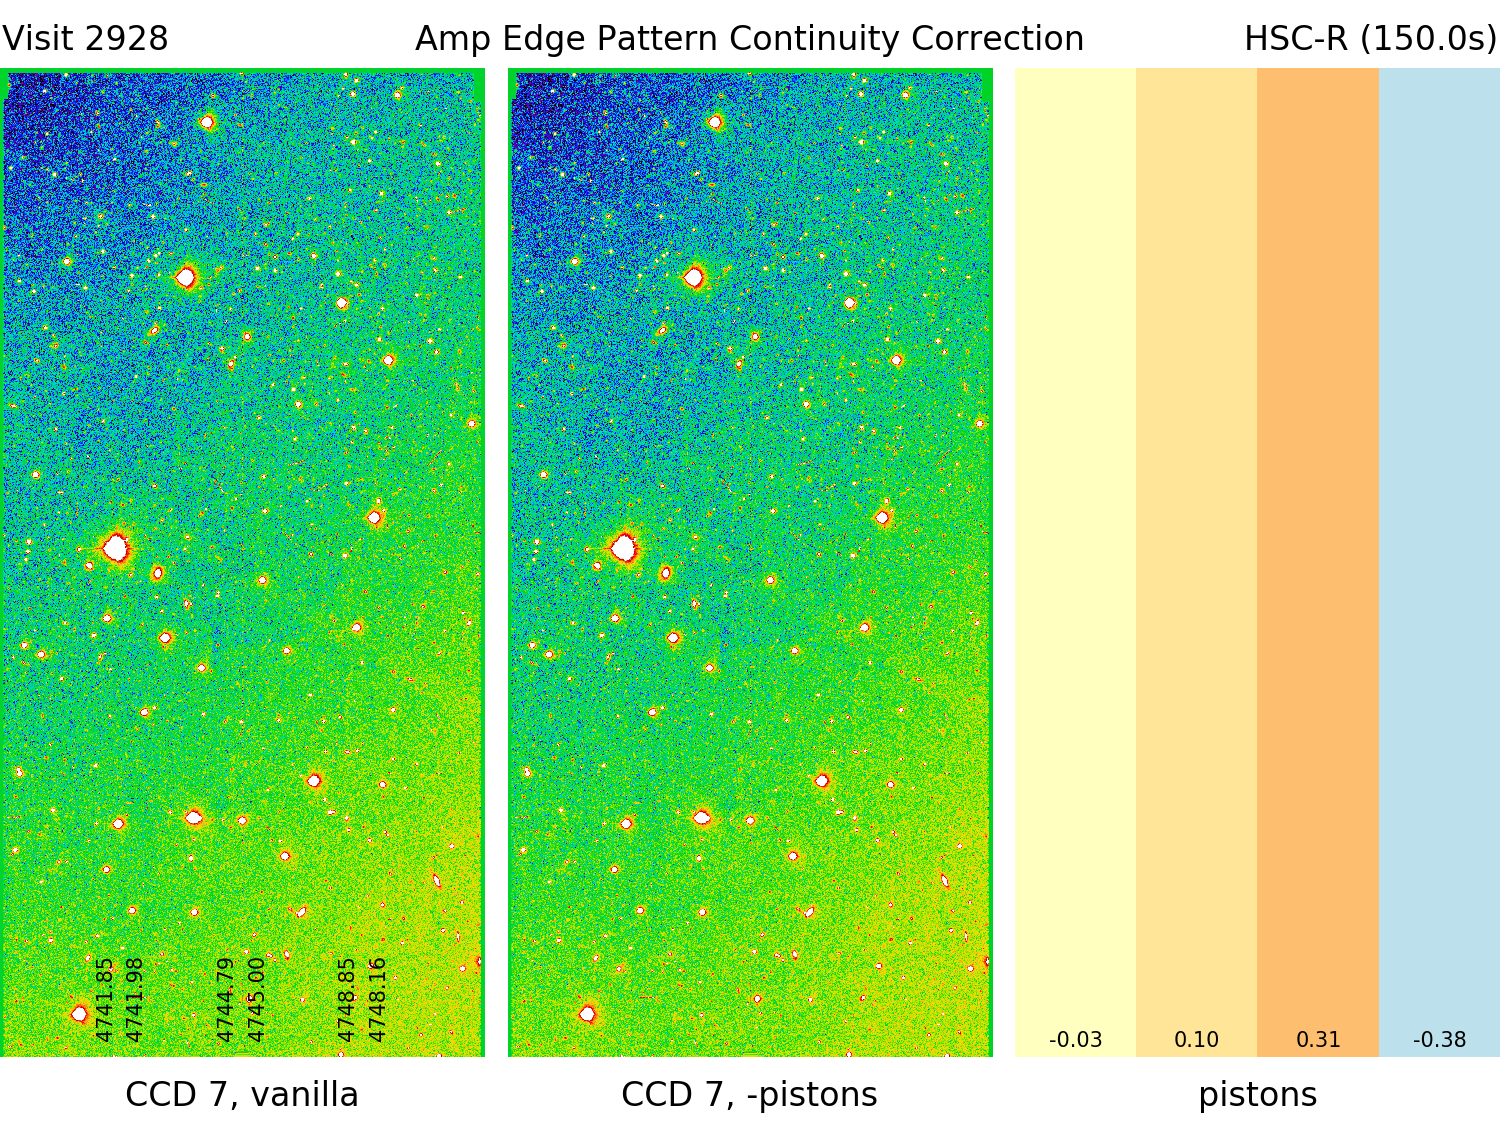 Visit 2928
Amp Edge Pattern Continuity Correction
HSC-R (150.0s)
4741.85
4741.98
4744.79
4745.00
4748.85
4748.16
-0.03
0.10
0.31
-0.38
CCD 7, vanilla
CCD 7, -pistons
pistons